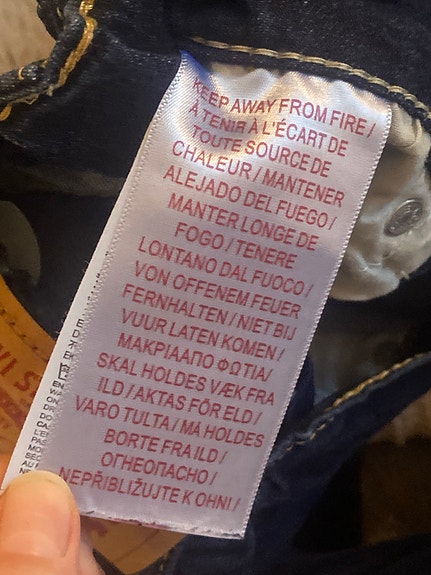 KEEP AWAY FROM FIRE /
À TENIR À L'ÉCART DE
TOUTE SOURCE DE
CHALEUR / MANTENER
ALEJADO DEL FUEGO /
MANTER LONGE DE
FOGO / TENERE
LONTANO DAL FUOCO /
VON OFFENEM FEUER
FERNHALTEN / NIET BIJ
VUUR LATEN KOMEN /
ΜΑΚΡΙΑΑΠΟ ΦΩΤΙΑ/
SKAL HOLDES VÆK FRA
ILD / AKTAS FÖR ELD /
VARO TULTA / MÅ HOLDES
BORTE FRA ILD /
ОГНЕОПАСНО /
NEPŘIBLIŽUJTE K OHNI /